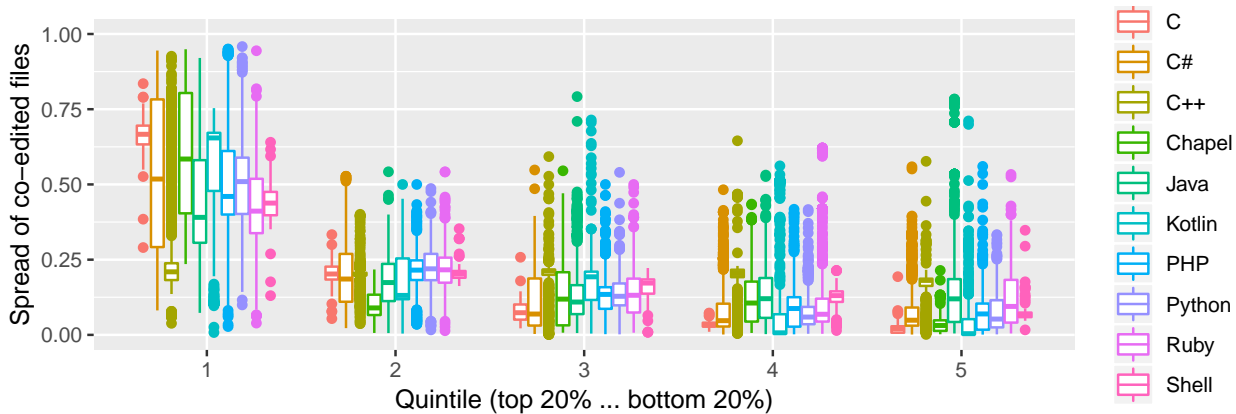 Spread of co-edited files
1.00
0.75
0.50
0.25
0.00
1
2
3
4
5
Quintile (top 20% ... bottom 20%)
C
C#
C++
Chapel
Java
Kotlin
PHP
Python
Ruby
Shell